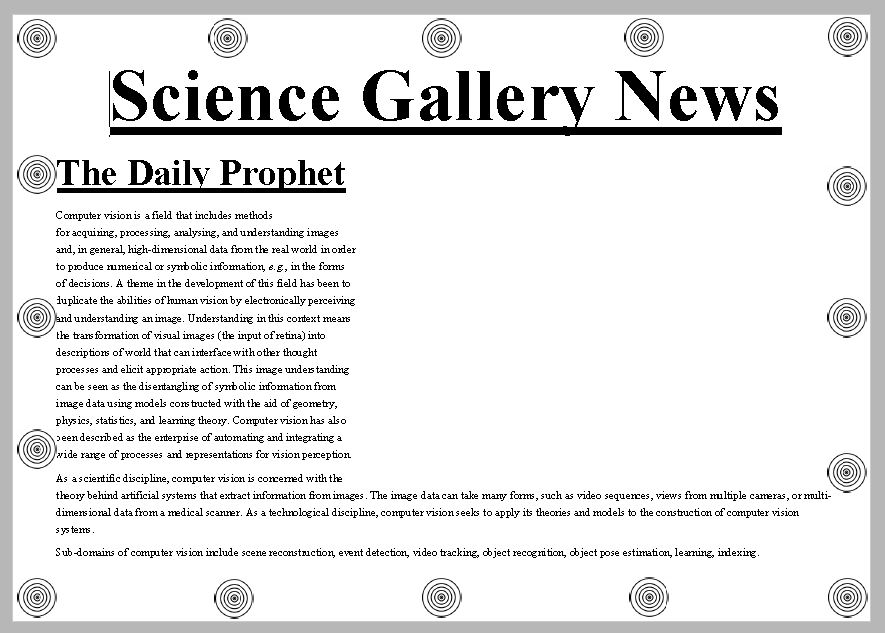 Science Gallery News
The Daily Prophet
Computer vision is a field that includes methods
for acquiring, processing, analysing, and understanding images
and, in general, high-dimensional data from the real world in order
to produce numerical or symbolic information, e.g., in the forms
of decisions. A theme in the development of this field has been to
duplicate the abilities of human vision by electronically perceiving
and understanding an image. Understanding in this context means
the transformation of visual images (the input of retina) into
descriptions of world that can interface with other thought
processes and elicit appropriate action. This image understanding
can be seen as the disentangling of symbolic information from
image data using models constructed with the aid of geometry,
physics, statistics, and learning theory. Computer vision has also
been described as the enterprise of automating and integrating a
wide range of processes and representations for vision perception.
As a scientific discipline, computer vision is concerned with the
theory behind artificial systems that extract information from images. The image data can take many forms, such as video sequences, views from multiple cameras, or multi-
dimensional data from a medical scanner. As a technological discipline, computer vision seeks to apply its theories and models to the construction of computer vision
systems.
Sub-domains of computer vision include scene reconstruction, event detection, video tracking, object recognition, object pose estimation, learning, indexing.